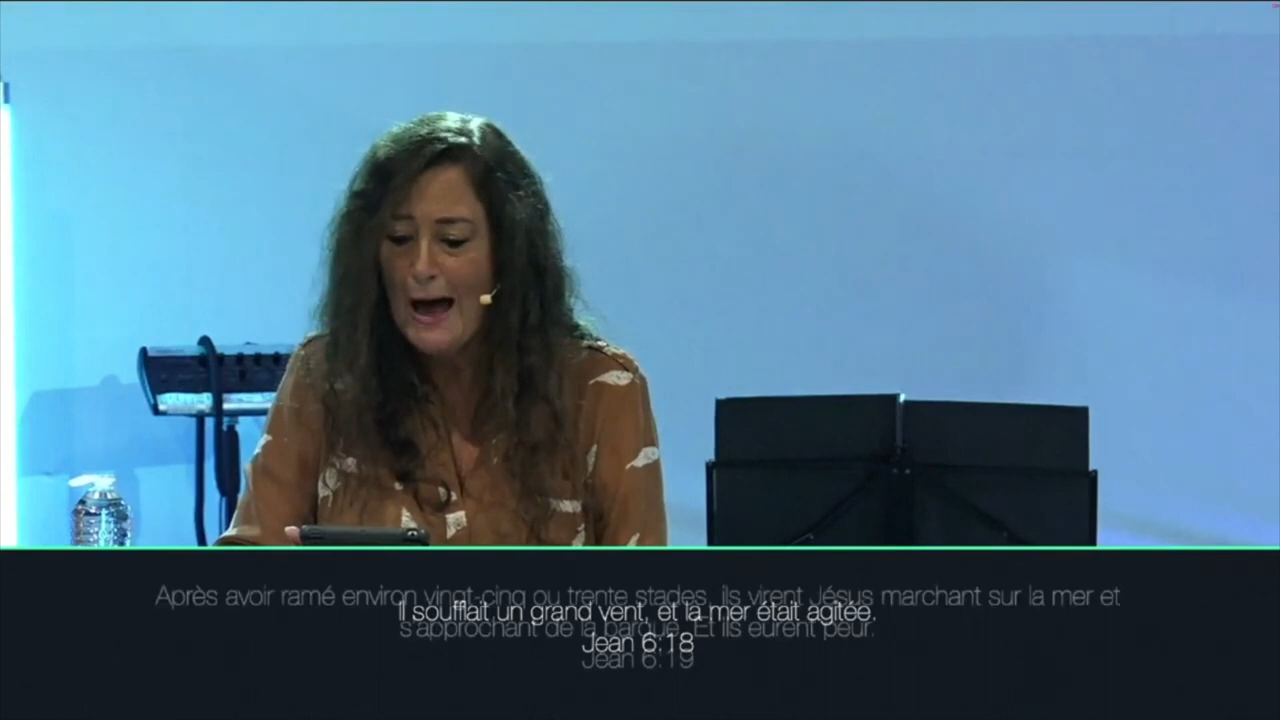 Après avoir ramé environ vingt-cinq ou trente stades, ils virent Jésus marchant sur la mer et
Il soufflait un grand vent, et la mer était agitée.
s'approchant de la barque. Et ils eurent peur.
Jean 6:18
Jean 6:19